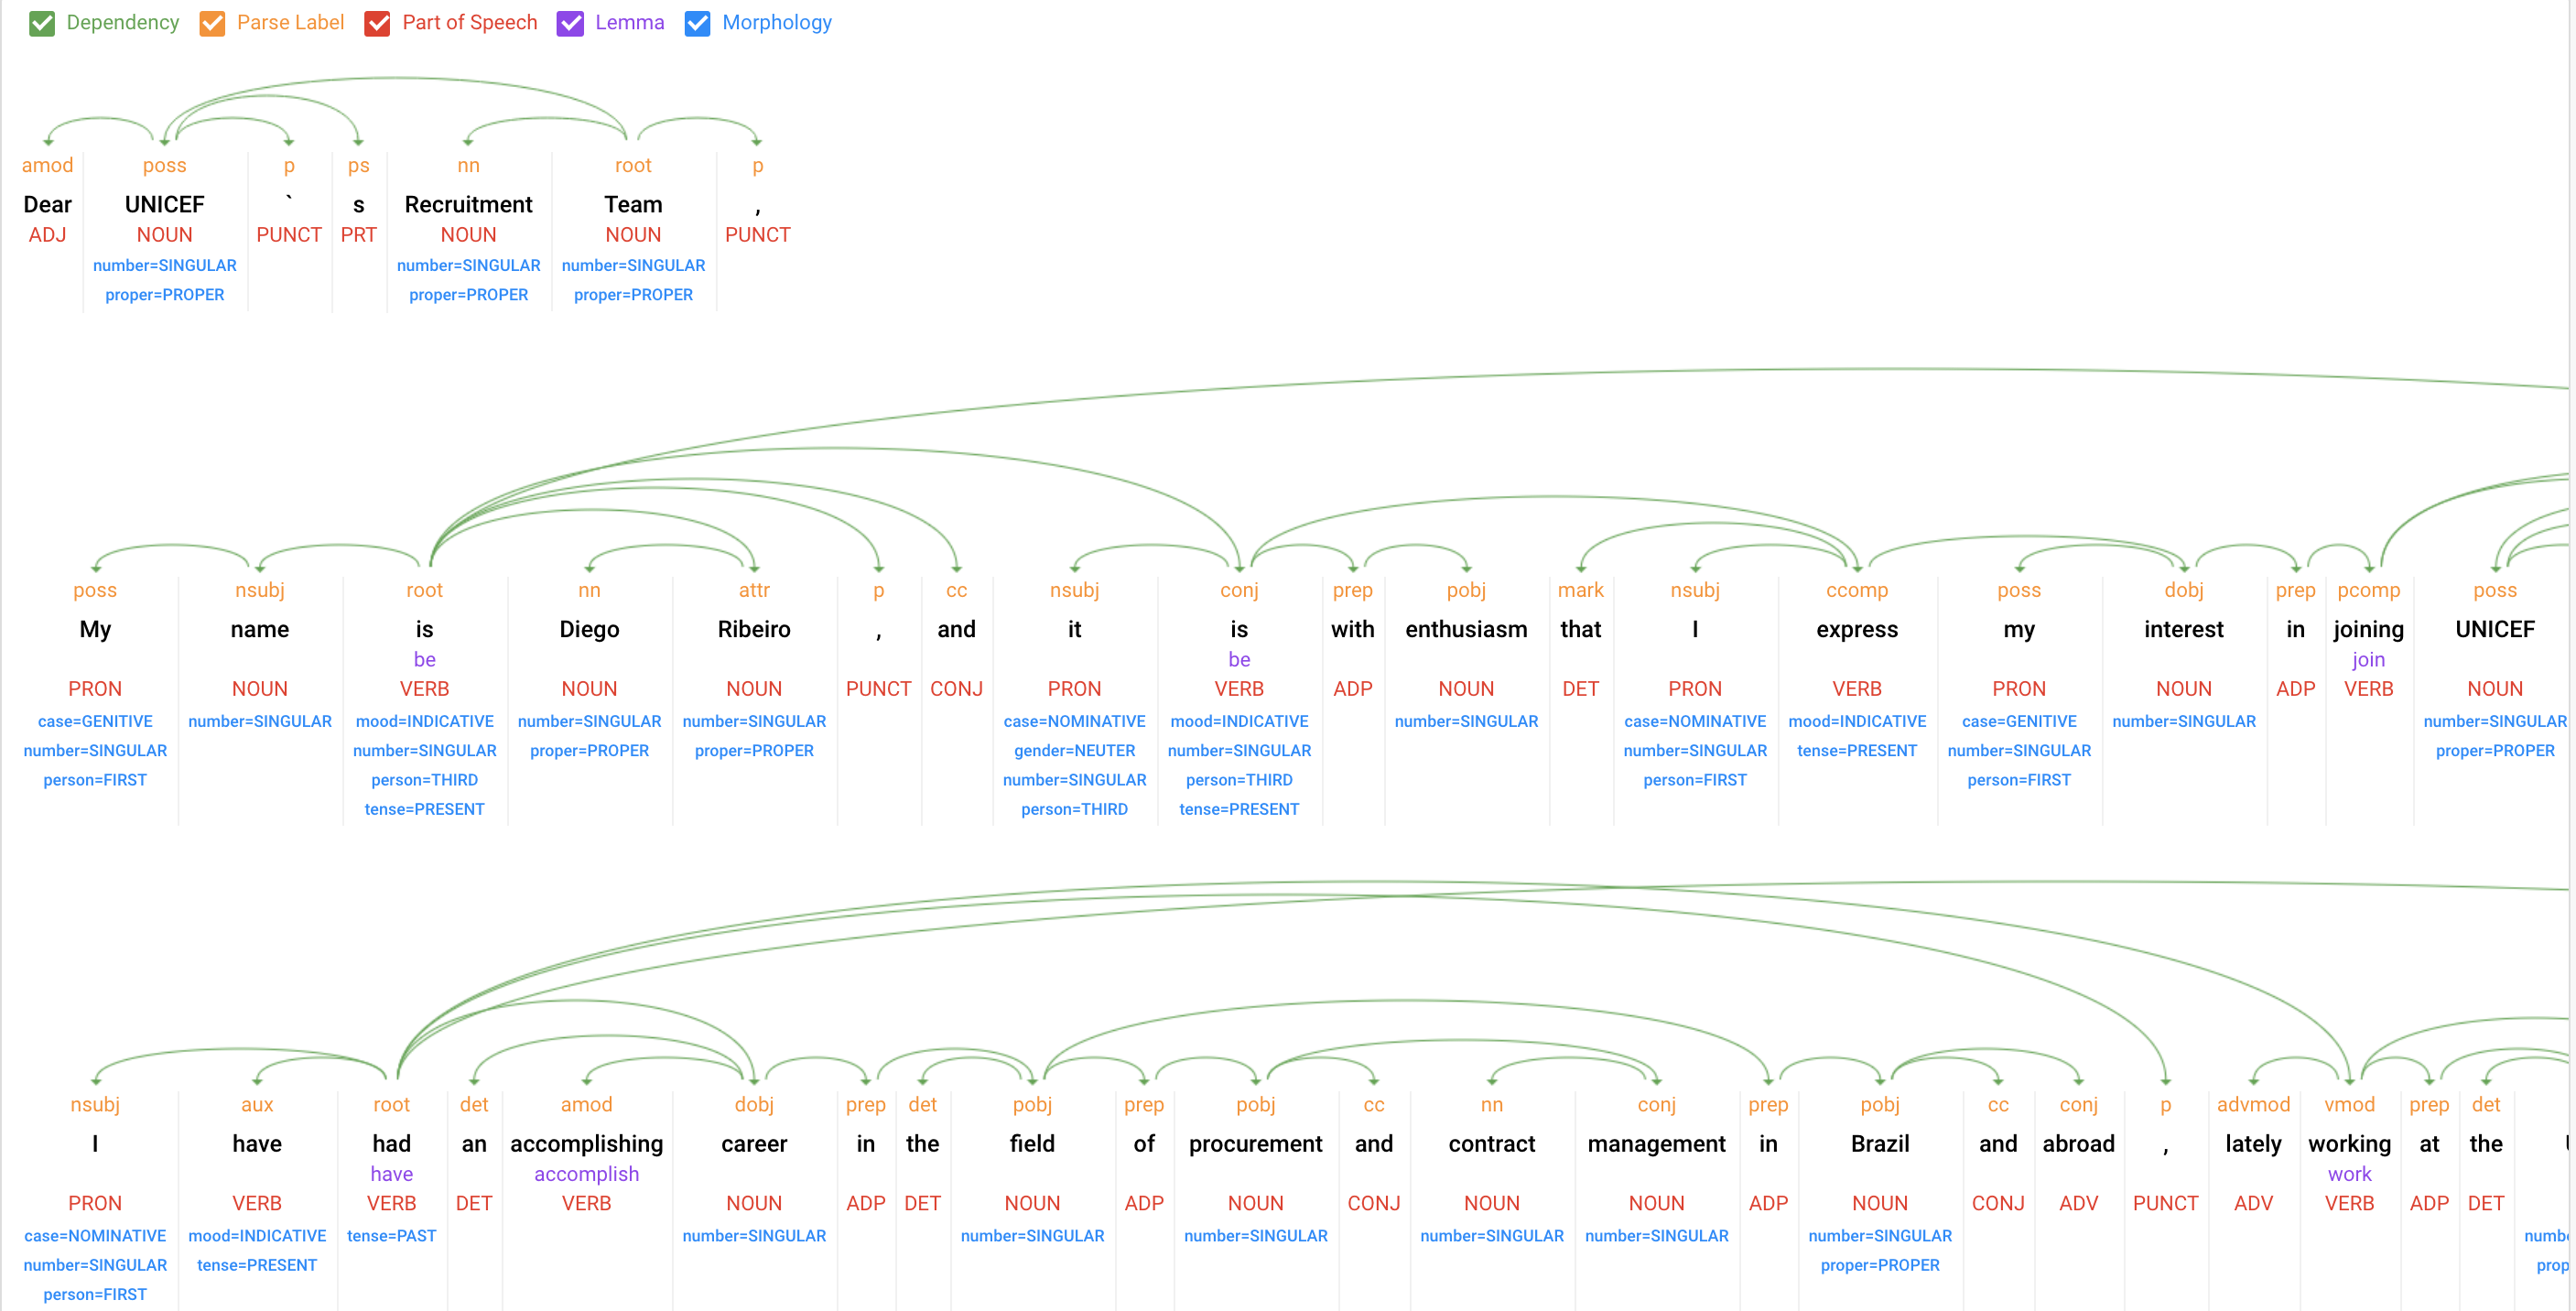 Dependency Parse Label Part of Speech Lemma Morphology
amod poss p ps nn root p
Dear UNICEF ` s Recruitment Team ,
ADJ NOUN PUNCT PRT NOUN NOUN PUNCT
number=SINGULAR number=SINGULAR number=SINGULAR
proper=PROPER proper=PROPER proper=PROPER
poss nsubj root nn attr p cc nsubj conj prep pobj mark nsubj ccomp poss dobj prep pcomp poss
My name is Diego Ribeiro , and it is with enthusiasm that I express my interest in joining UNICEF
be be join
PRON NOUN VERB NOUN NOUN PUNCT CONJ PRON VERB ADP NOUN DET PRON VERB PRON NOUN ADP VERB NOUN
case=GENITIVE number=SINGULAR mood=INDICATIVE number=SINGULAR number=SINGULAR case=NOMINATIVE mood=INDICATIVE number=SINGULAR case=NOMINATIVE mood=INDICATIVE case=GENITIVE number=SINGULAR number=SINGULAR
number=SINGULAR number=SINGULAR proper=PROPER proper=PROPER gender=NEUTER number=SINGULAR number=SINGULAR tense=PRESENT number=SINGULAR proper=PROPER
person=FIRST person=THIRD number=SINGULAR person=THIRD person=FIRST person=FIRST
tense=PRESENT person=THIRD tense=PRESENT
nsubj aux root det amod dobj prep det pobj prep pobj cc nn conj prep pobj cc conj p advmod vmod prep det
I have had an accomplishing career in the field of procurement and contract management in Brazil and abroad , lately working at the
have accomplish work
PRON VERB VERB DET VERB NOUN ADP DET NOUN ADP NOUN CONJ NOUN NOUN ADP NOUN CONJ ADV PUNCT ADV VERB ADP DET
case=NOMINATIVE mood=INDICATIVE tense=PAST number=SINGULAR number=SINGULAR number=SINGULAR number=SINGULAR number=SINGULAR number=SINGULAR
number=SINGULAR tense=PRESENT proper=PROPER
person=FIRST